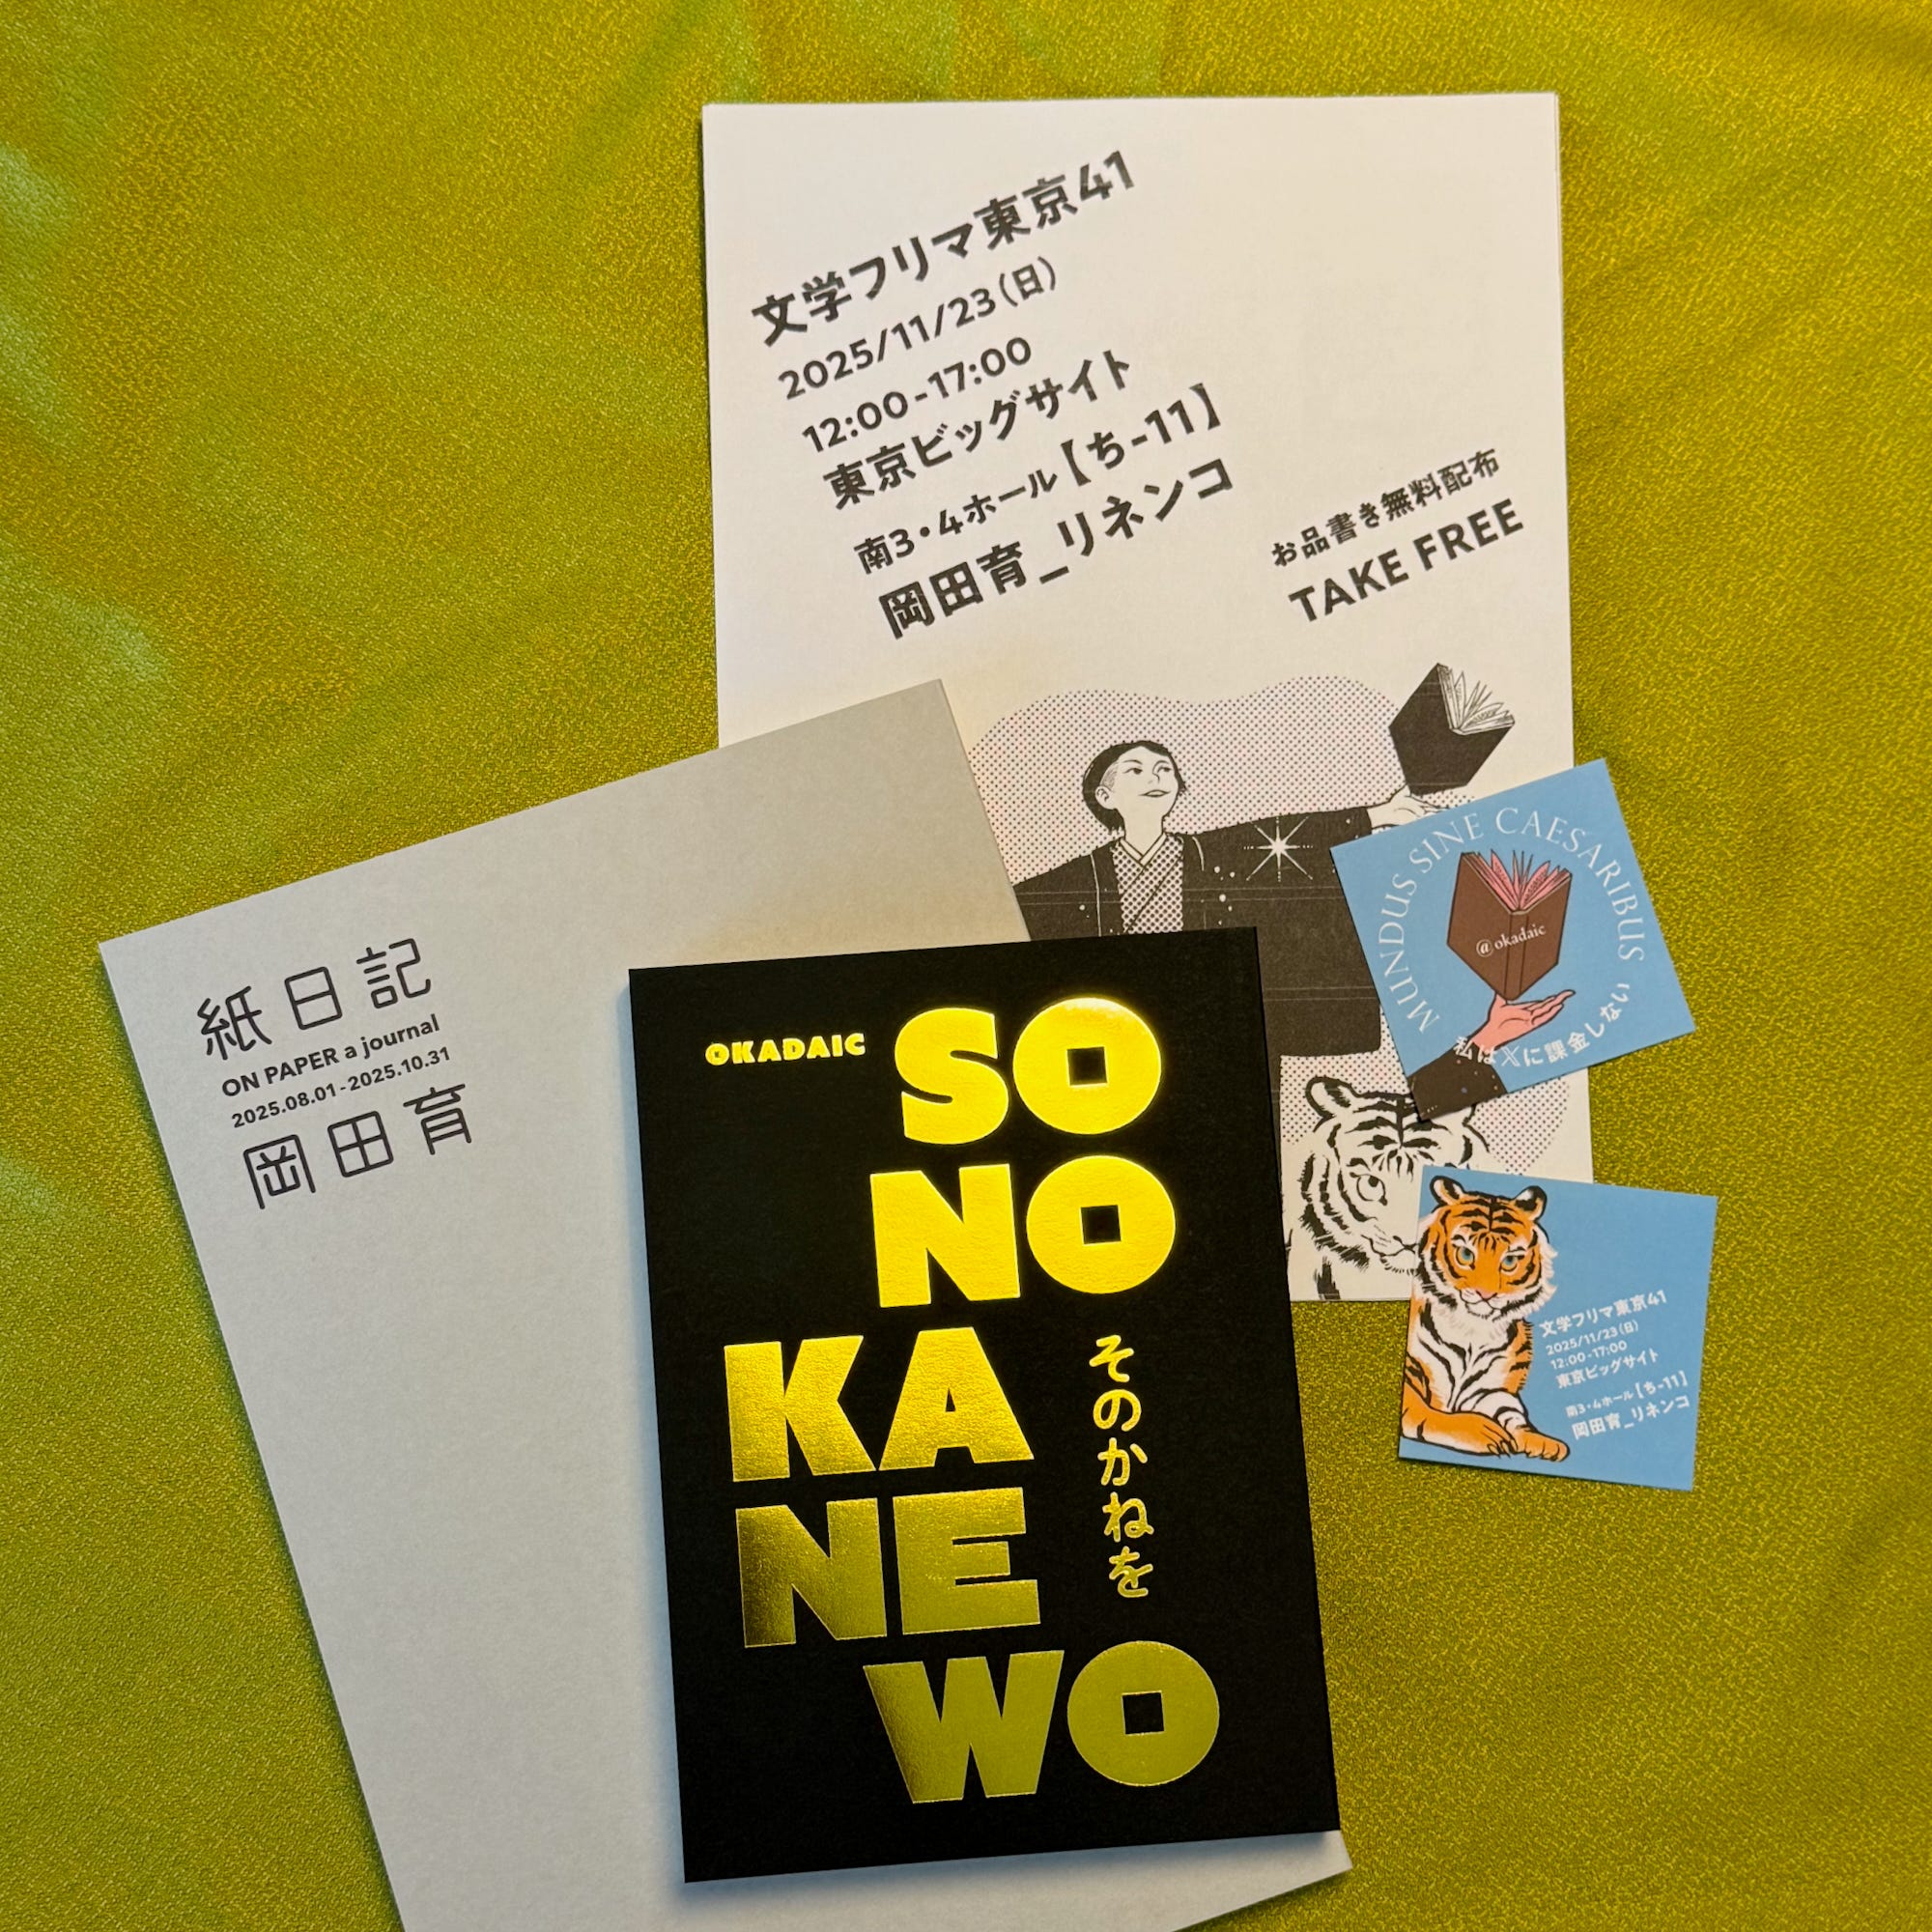 文学フリマ東京41
2025/11/23(日)
12:00-17:00
東京ビッグサイト
南3・4ホール【ち-11】
岡田育_リネンコ
お品書き無料配布
TAKE FREE
紙日記
ON PAPER a journal
2025.08.01-2025.10.31
岡田育
OKADAIC
SO
NO
KA
NE
WO
そのかねを
MUNDUS SINE CAESARIBUS
@okadaic
私は𝕏に課金しない
文学フリマ東京41
2025/11/23(日)
12:00-17:00
東京ビッグサイト
南3・4ホール【ち-11】
岡田育_リネンコ